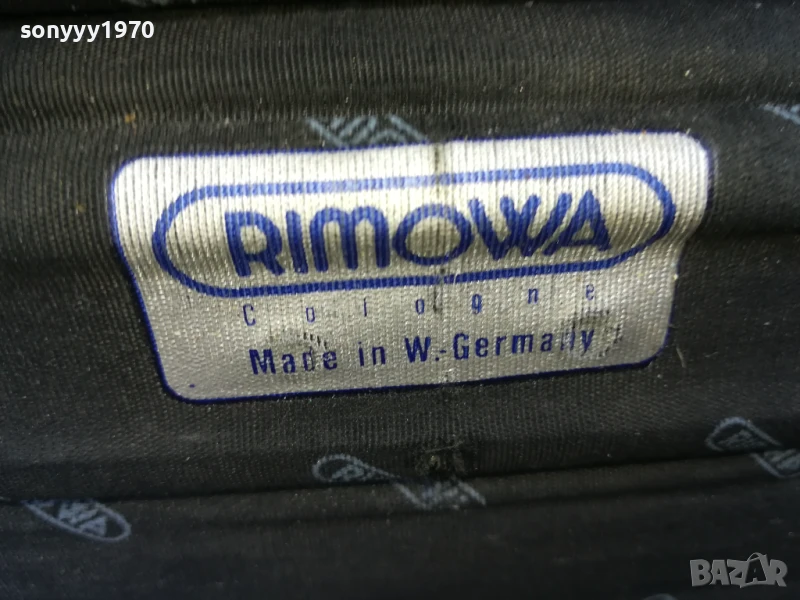 sonyyy1970
RIMOWA
Cologne
Made in W.-Germany
BAZAR